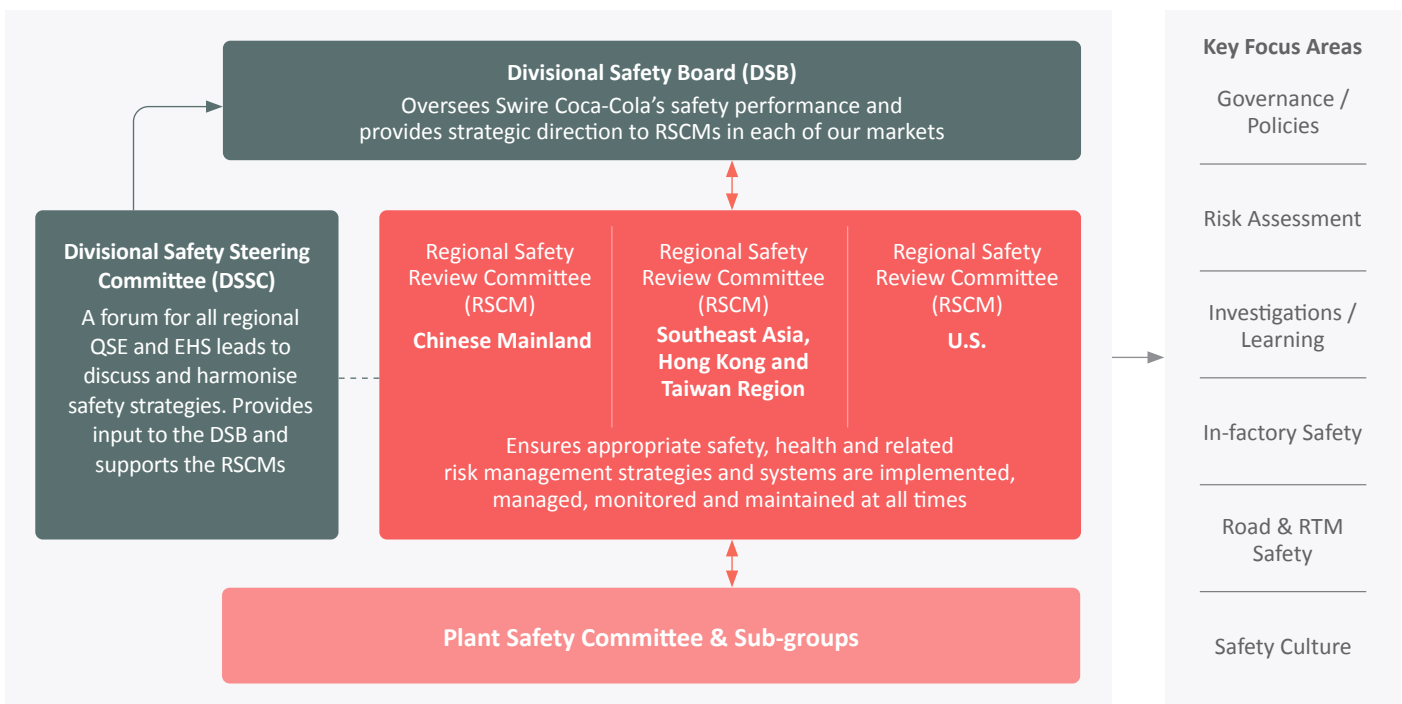 Divisional Safety Board (DSB)
Oversees Swire Coca-Cola’s safety performance and
provides strategic direction to RSCMs in each of our markets
Divisional Safety Steering
Committee (DSSC)
A forum for all regional
QSE and EHS leads to
discuss and harmonise
safety strategies. Provides
input to the DSB and
supports the RSCMs
Regional Safety
Review Committee
(RSCM)
Chinese Mainland
Regional Safety
Review Committee
(RSCM)
Southeast Asia,
Hong Kong and
Taiwan Region
Regional Safety
Review Committee
(RSCM)
U.S.
Ensures appropriate safety, health and related
risk management strategies and systems are implemented,
managed, monitored and maintained at all times
Plant Safety Committee & Sub-groups
Key Focus Areas
Governance /
Policies
Risk Assessment
Investigations /
Learning
In-factory Safety
Road & RTM
Safety
Safety Culture